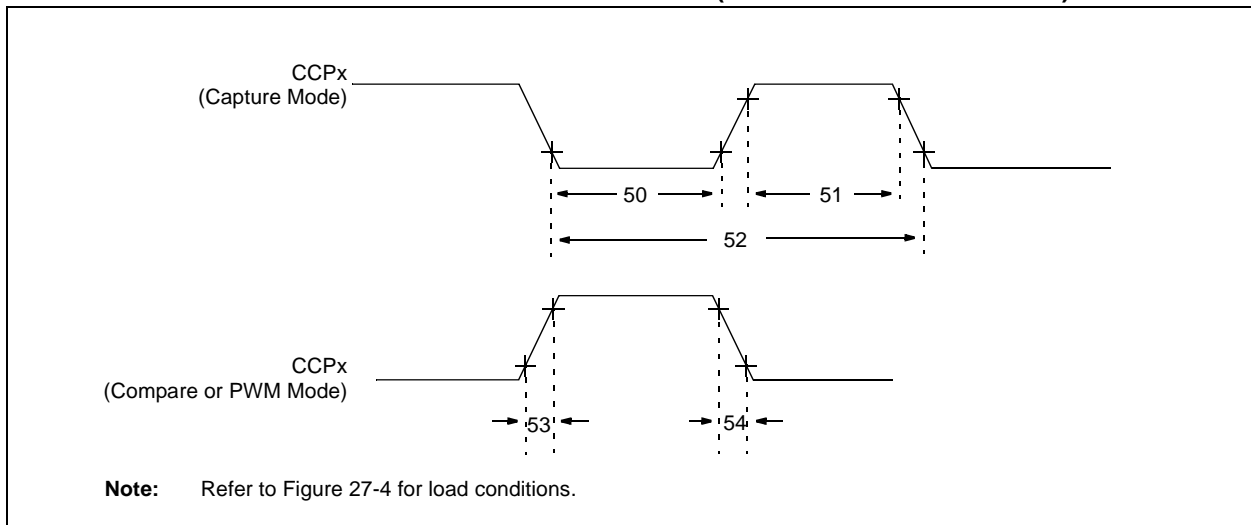 CCPx
(Capture Mode)
50
51
52
CCPx
(Compare or PWM Mode)
53
54
Note: Refer to Figure 27-4 for load conditions.